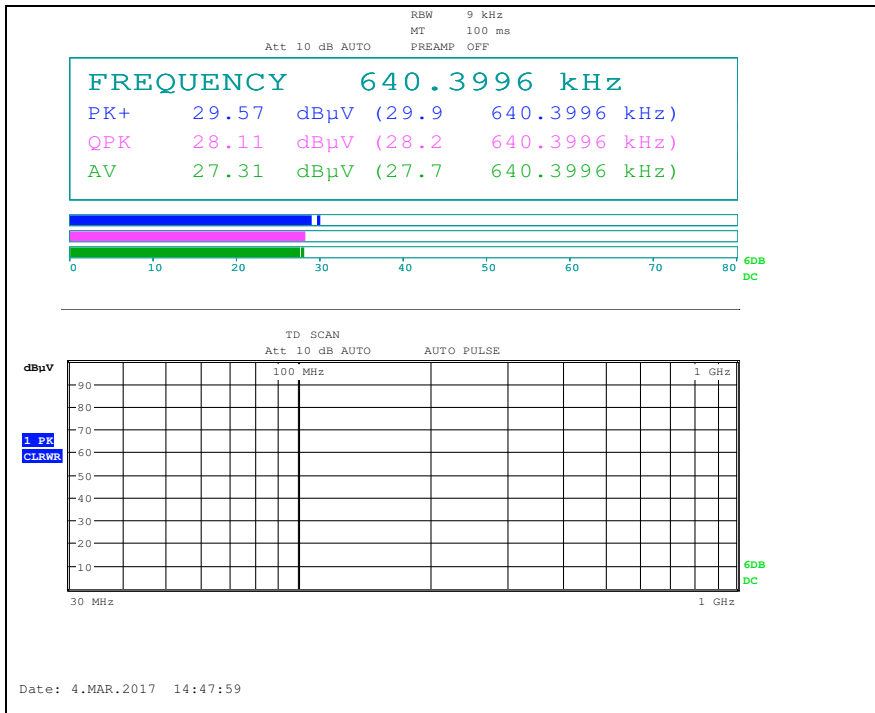 RBW 9 kHz
MT 100 ms
Att 10 dB AUTO PREAMP OFF
FREQUENCY 640.3996 kHz
PK+ 29.57 dBµV (29.9 640.3996 kHz)
QPK 28.11 dBµV (28.2 640.3996 kHz)
AV 27.31 dBµV (27.7 640.3996 kHz)
0 10 20 30 40 50 60 70 80
6DB
DC
TD SCAN
Att 10 dB AUTO AUTO PULSE
dBµV
100 MHz 1 GHz
90
80
70
1 PK
CLRWR
60
50
40
30
20
10
6DB
DC
30 MHz 1 GHz
Date: 4.MAR.2017 14:47:59